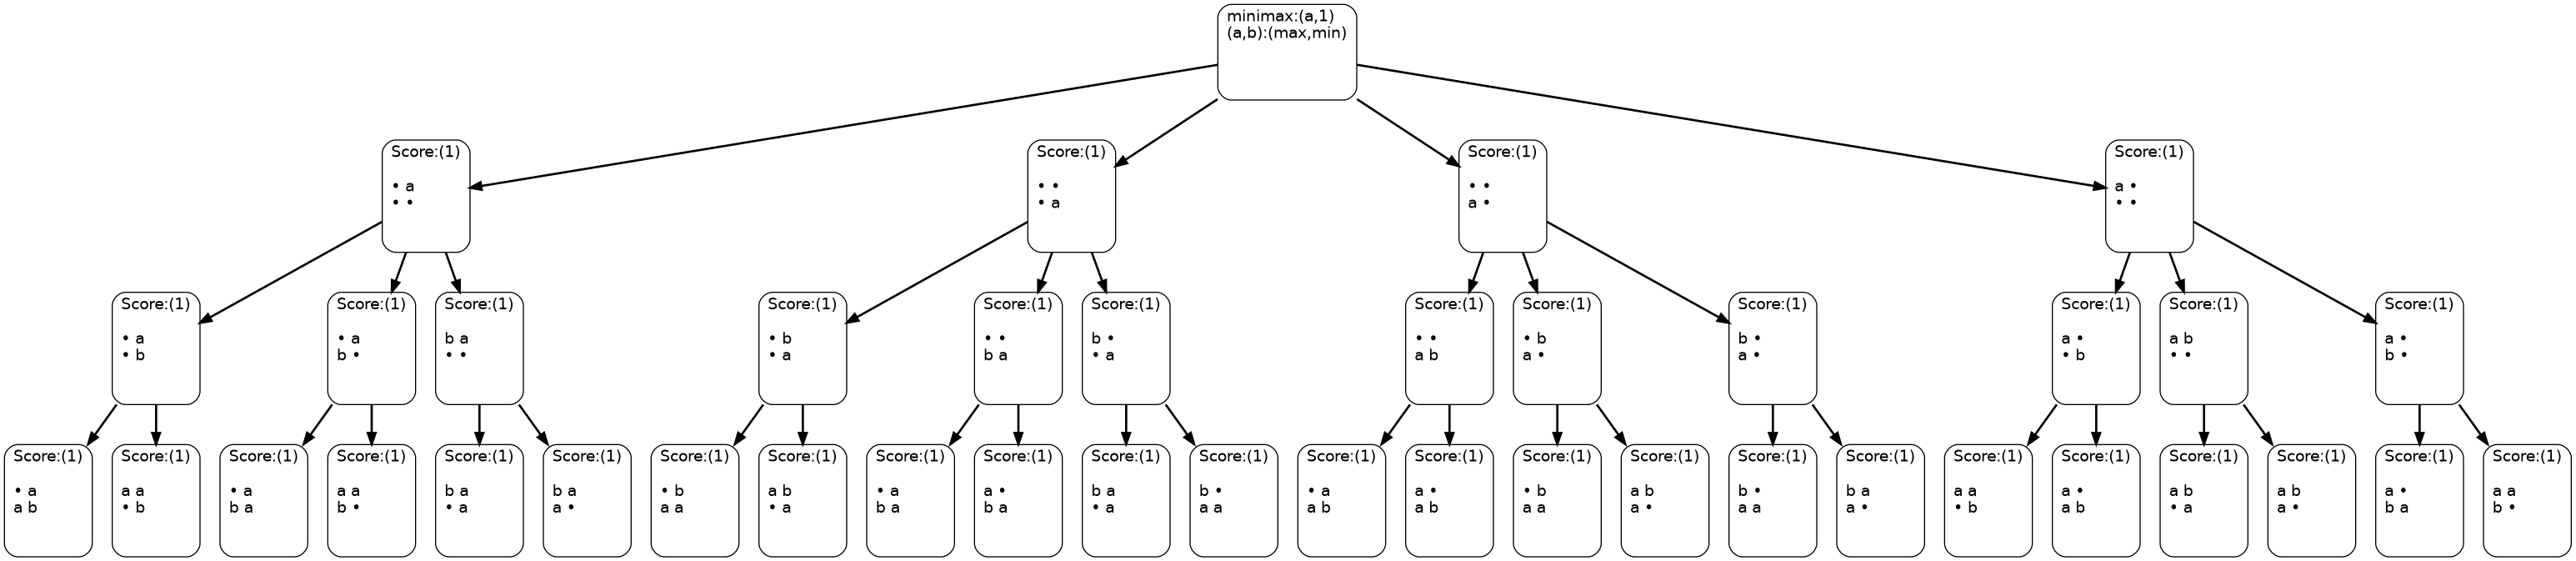 minimax:(a,1)
(a,b):(max,min)
Score:(1)
• a
• •
Score:(1)
• •
• a
Score:(1)
• •
a •
Score:(1)
a •
• •
Score:(1)
• a
• b
Score:(1)
• a
b •
Score:(1)
b a
• •
Score:(1)
• b
• a
Score:(1)
• •
b a
Score:(1)
b •
• a
Score:(1)
• •
a b
Score:(1)
• b
a •
Score:(1)
b •
a •
Score:(1)
a •
• b
Score:(1)
a b
• •
Score:(1)
a •
b •
Score:(1)
• a
a b
Score:(1)
a a
• b
Score:(1)
• a
b a
Score:(1)
a a
b •
Score:(1)
b a
• a
Score:(1)
b a
a •
Score:(1)
• b
a a
Score:(1)
a b
• a
Score:(1)
• a
b a
Score:(1)
a •
b a
Score:(1)
b a
• a
Score:(1)
b •
a a
Score:(1)
• a
a b
Score:(1)
a •
a b
Score:(1)
• b
a a
Score:(1)
a b
a •
Score:(1)
b •
a a
Score:(1)
b a
a •
Score:(1)
a a
• b
Score:(1)
a •
a b
Score:(1)
a b
• a
Score:(1)
a b
a •
Score:(1)
a •
b a
Score:(1)
a a
b •